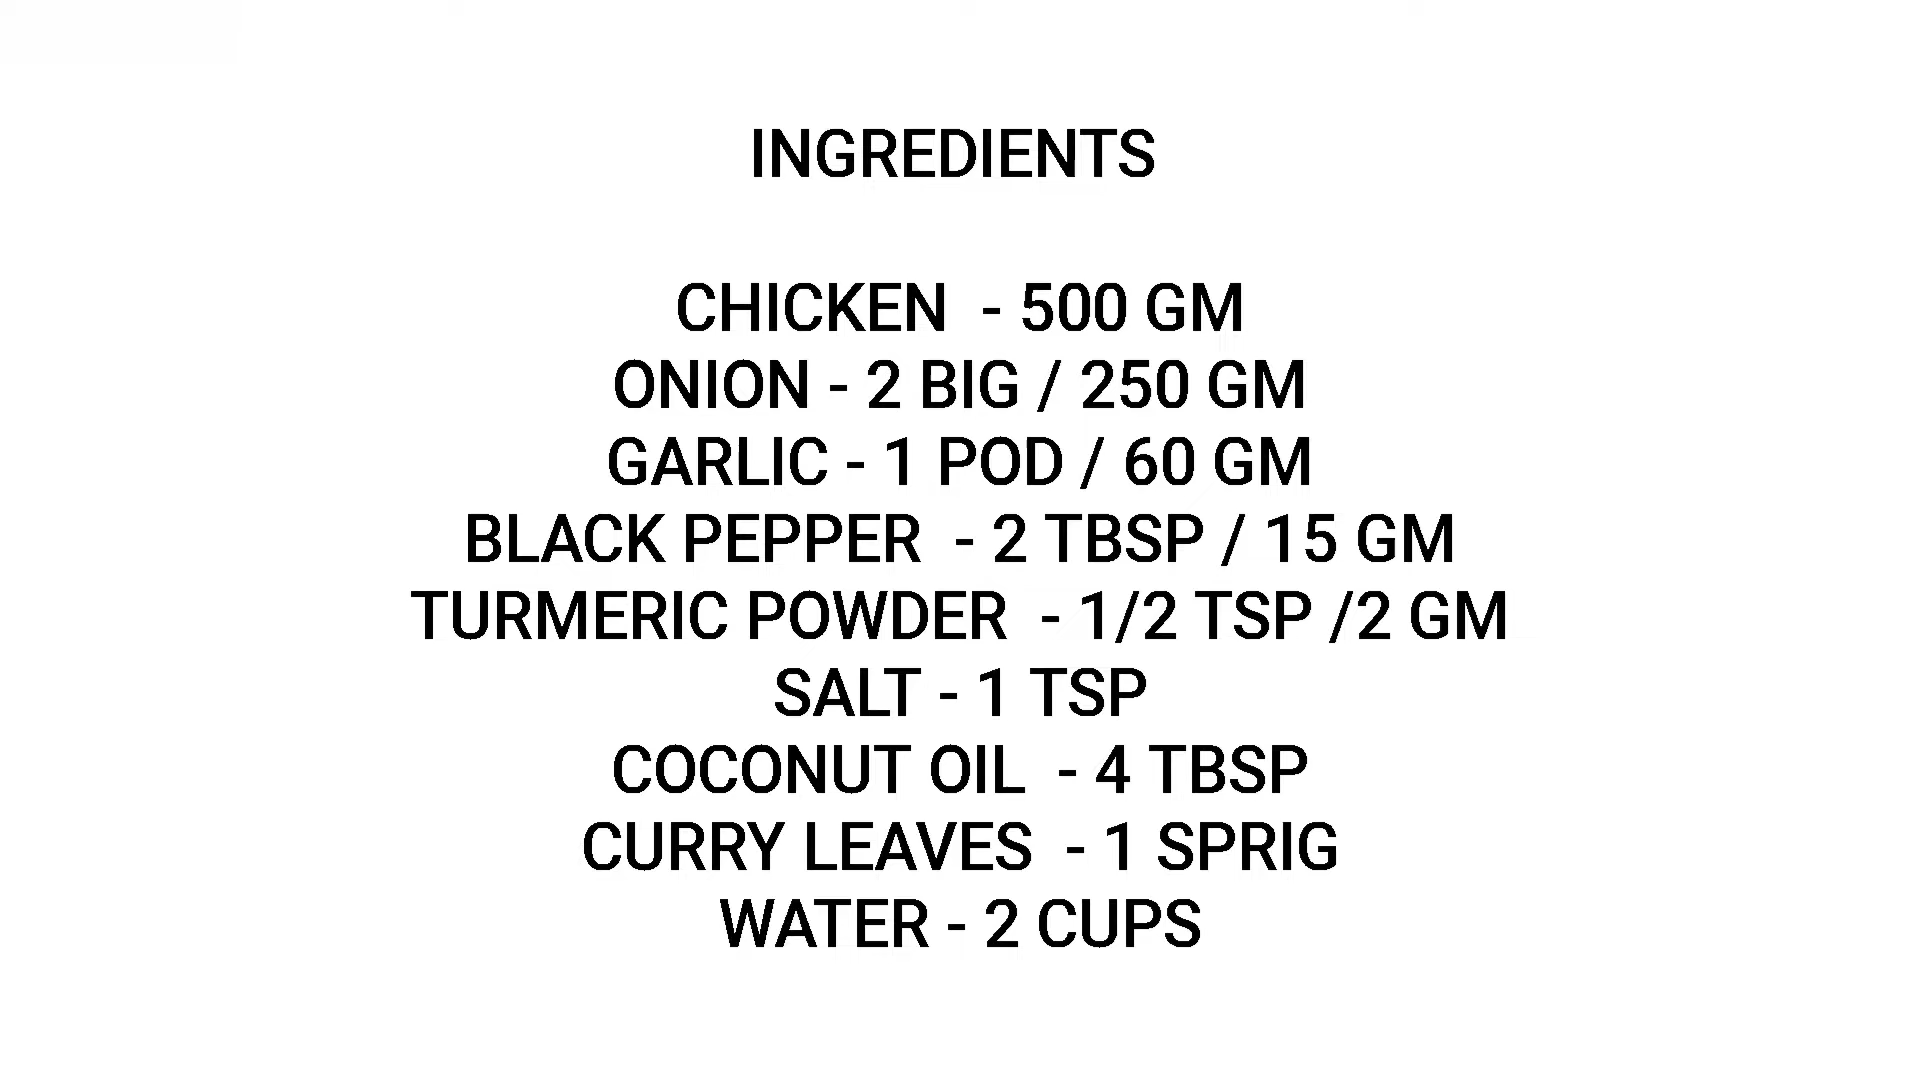 INGREDIENTS
CHICKEN - 500 GM
ONION - 2 BIG / 250 GM
GARLIC - 1 POD / 60 GM
BLACK PEPPER - 2 TBSP / 15 GM
TURMERIC POWDER - 1/2 TSP /2 GM
SALT - 1 TSP
COCONUT OIL - 4 TBSP
CURRY LEAVES - 1 SPRIG
WATER - 2 CUPS